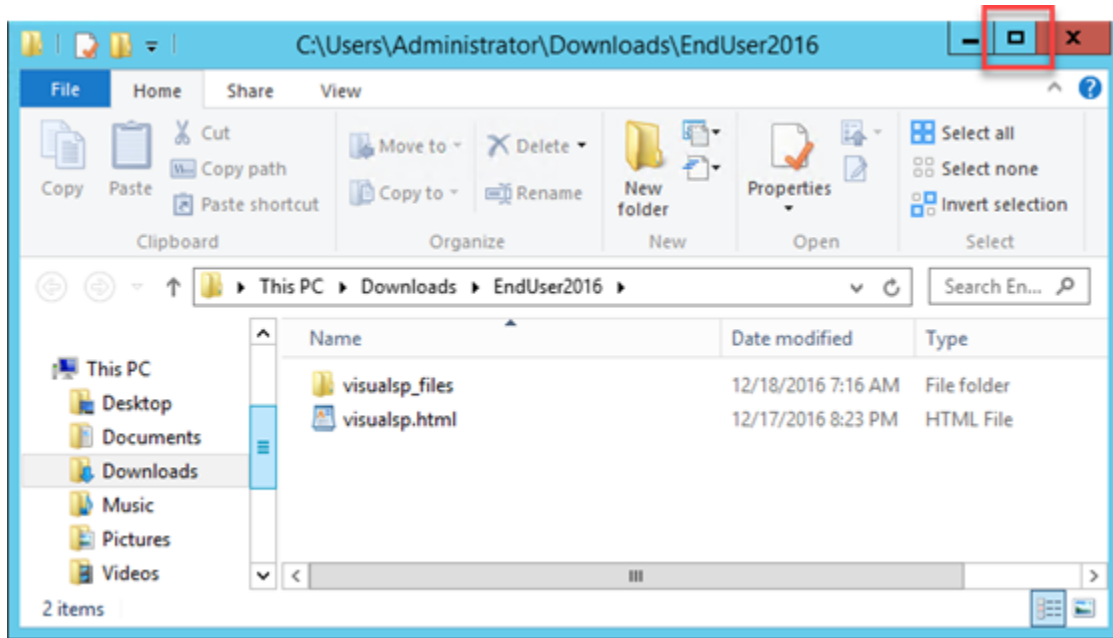 C:\Users\Administrator\Downloads\EndUser2016
File Home Share View
Copy
Paste
Cut
Copy path
Paste shortcut
Clipboard
Move to
Copy to
Delete
Rename
Organize
New folder
New
Properties
Open
Select all
Select none
Invert selection
Select
This PC Downloads EndUser2016
Search En...
This PC
Desktop
Documents
Downloads
Music
Pictures
Videos
Name Date modified Type
visualsp_files 12/18/2016 7:16 AM File folder
visualsp.html 12/17/2016 8:23 PM HTML File
2 items